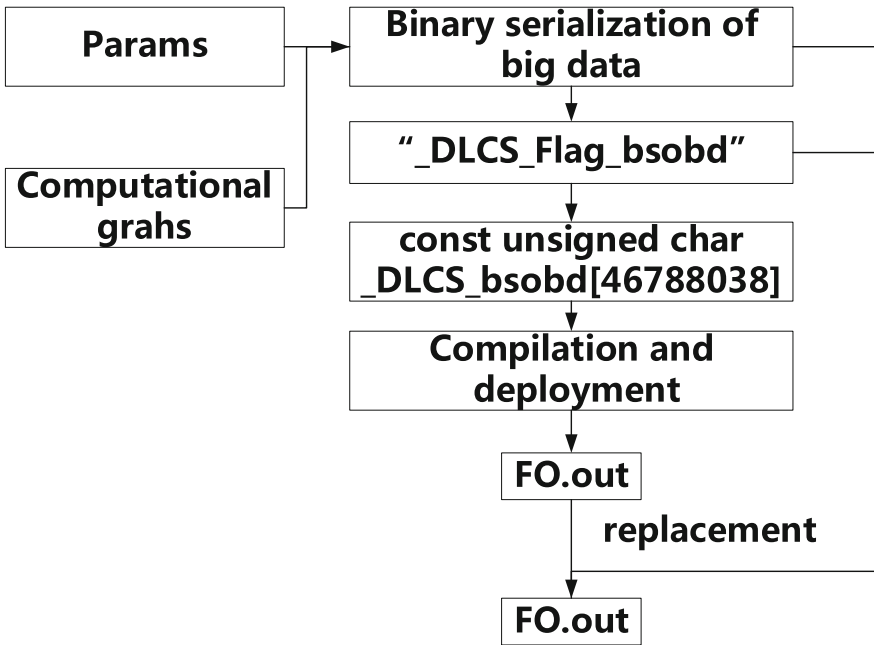 Params
Binary serialization of
big data
“_DLCS_Flag_bsobd”
Computational
grahs
const unsigned char
_DLCS_bsobd[46788038]
Compilation and
deployment
FO.out
replacement
FO.out